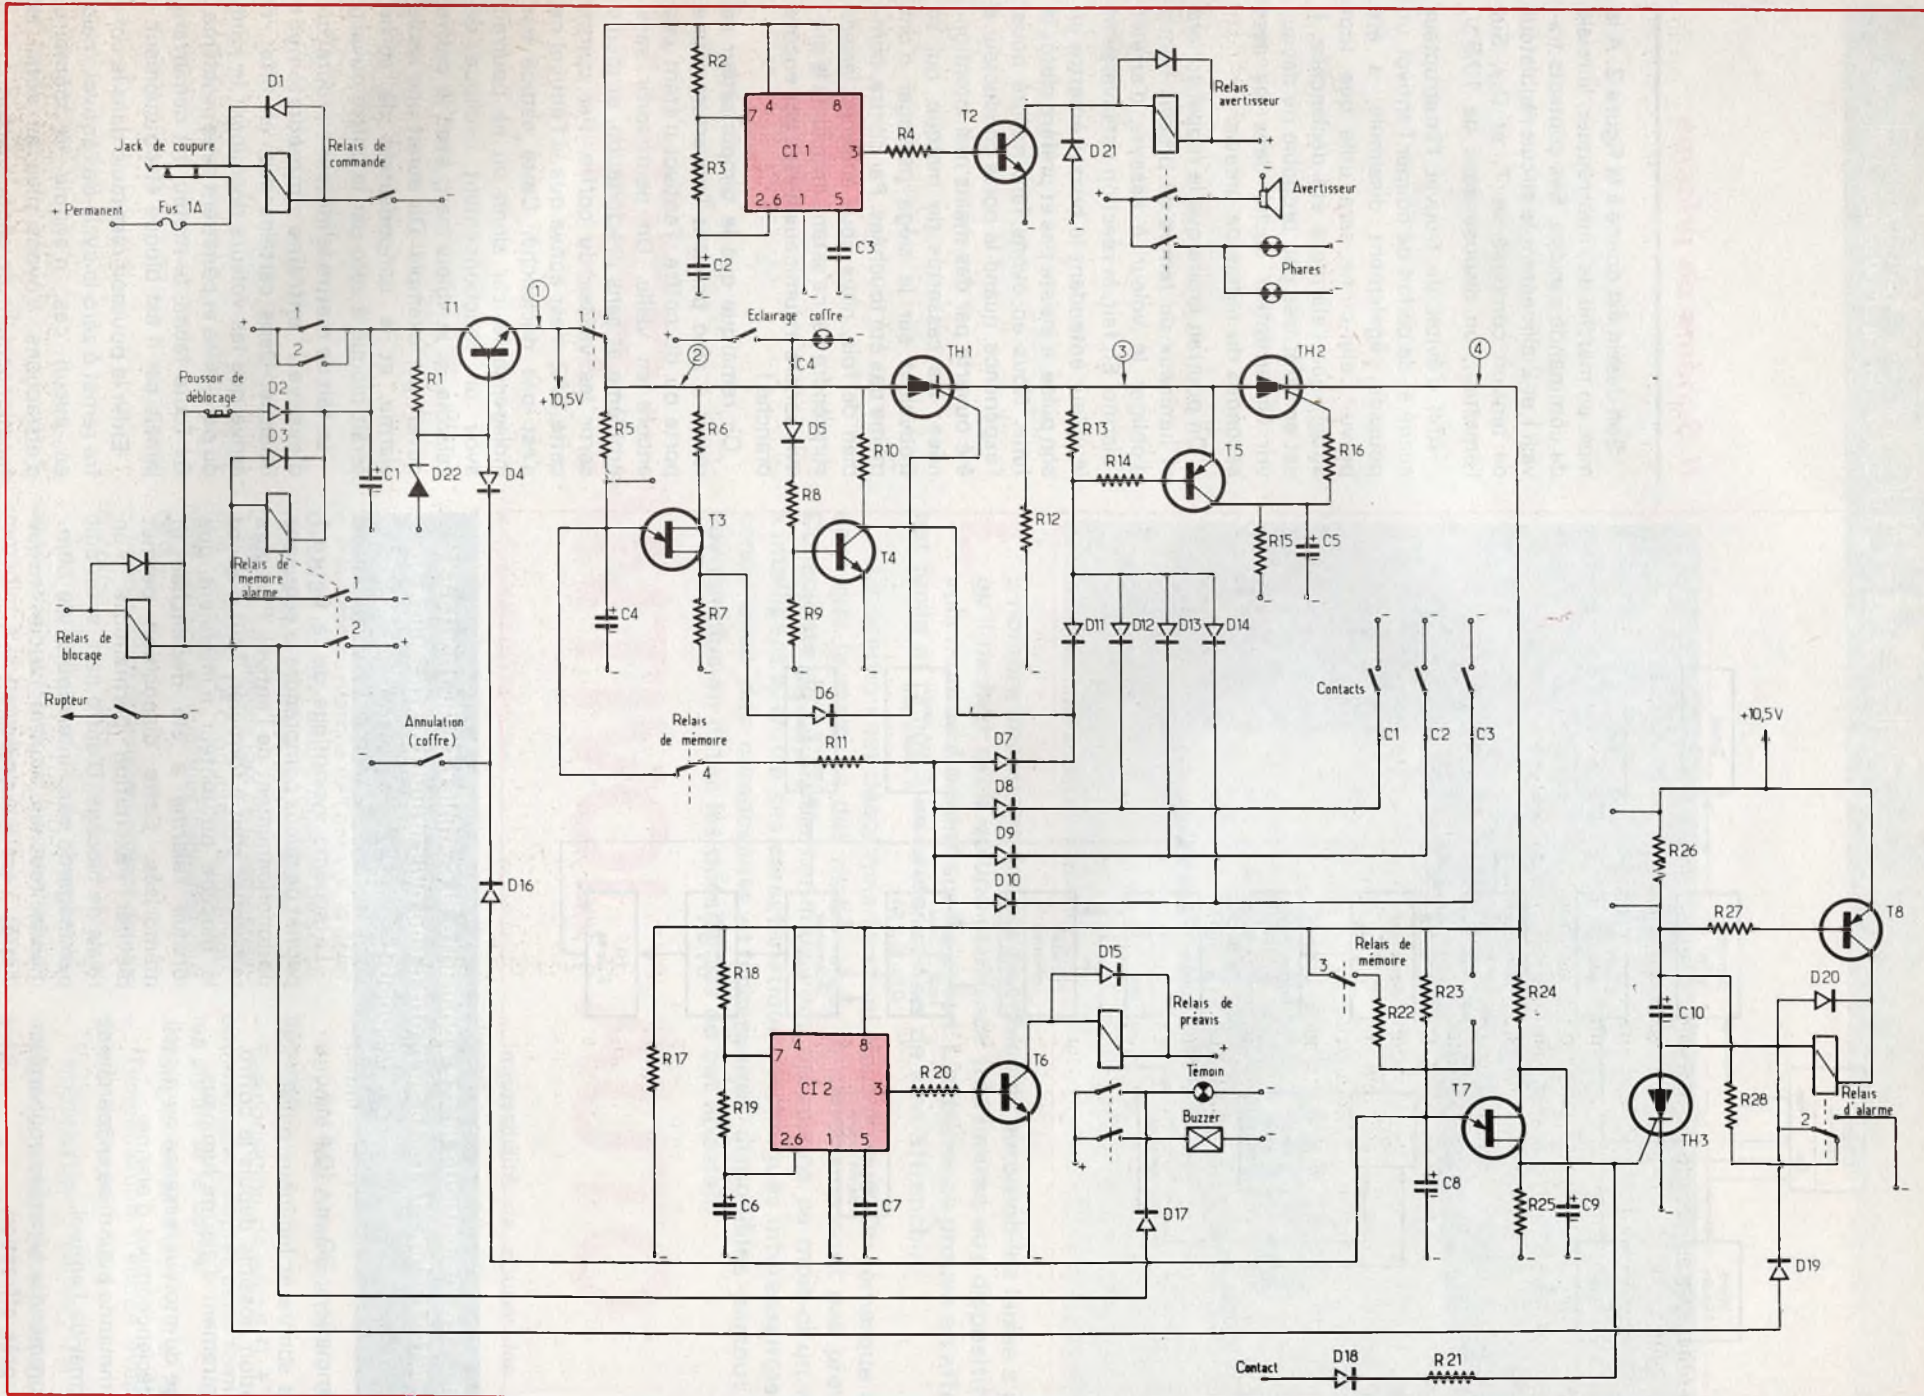 D1
Jack de coupure
Relais de
commande
+ Permanent
Fus 1A
-
R2
R3
7
4
8
CI 1
3
2.6
1
5
C2
C3
R4
T2
D21
Relais
avertisseur
+
-
Avertisseur
Phares
+
1
2
T1
1
+10,5V
1
Eclairage coffre
C4
2
TH1
3
TH2
4
Poussoir de
déblocage
D2
D3
R1
C1
D22
D4
R5
R6
D5
R10
R8
T3
T4
R7
R9
C4
R12
R13
R14
T5
R16
R15
C5
Relais de
mémoire
alarme
1
2
Relais de
blocage
Rupteur
Annulation
(coffre)
D6
D11
D12
D13
D14
Contacts
C1
C2
C3
Relais
de mémoire
4
R11
D7
D8
D9
D10
+10,5V
R26
R27
T8
D16
R17
R18
R19
7
4
8
CI 2
3
2.6
1
5
C6
C7
R 20
T6
D15
Relais de
préavis
+
Témoin
Buzzer
+
D17
3
Relais de
mémoire
R22
R23
R24
T7
C8
R25
C9
C10
D20
R28
TH3
Relais
d'alarme
2
D19
Contact
D18
R 21